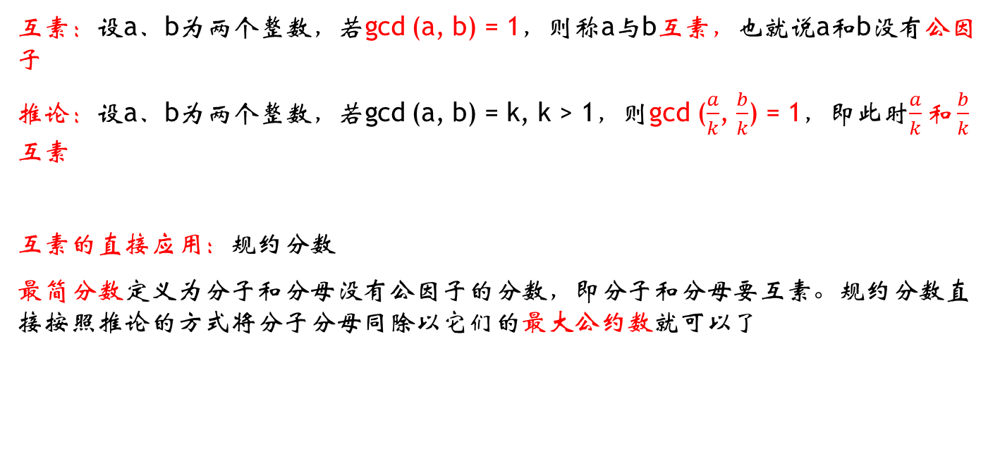 互素：设a、b为两个整数，若gcd (a, b) = 1，则称a与b互素，也就说a和b没有公因
子
推论：设a、b为两个整数，若gcd (a, b) = k, k > 1，则gcd (a/k, b/k) = 1，即此时a/k和b/k
互素
互素的直接应用：规约分数
最简分数定义为分子和分母没有公因子的分数，即分子和分母要互素。规约分数直
接按照推论的方式将分子分母同除以它们的最大公约数就可以了